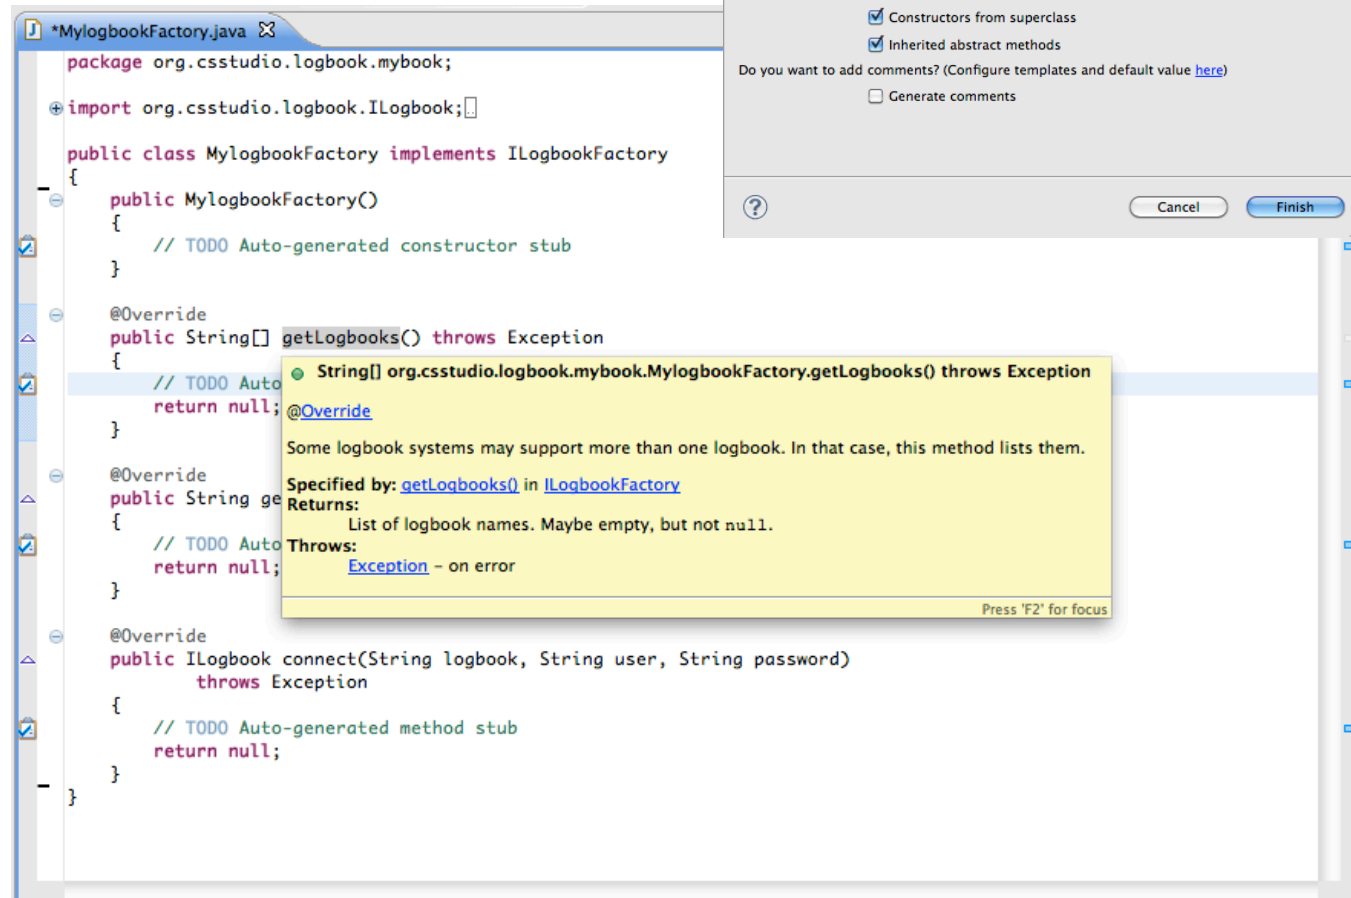 *MylogbookFactory.java
package org.csstudio.logbook.mybook;
import org.csstudio.logbook.ILogbook;
public class MylogbookFactory implements ILogbookFactory
{
public MylogbookFactory()
{
// TODO Auto-generated constructor stub
}
@Override
public String[] getLogbooks() throws Exception
{
// TODO Auto
return null;
}
@Override
public String ge
{
// TODO Auto
return null;
}
@Override
public ILogbook connect(String logbook, String user, String password)
throws Exception
{
// TODO Auto-generated method stub
return null;
}
}
String[] org.csstudio.logbook.mybook.MylogbookFactory.getLogbooks() throws Exception
@Override
Some logbook systems may support more than one logbook. In that case, this method lists them.
Specified by: getLogbooks() in ILogbookFactory
Returns:
List of logbook names. Maybe empty, but not null.
Throws:
Exception - on error
Press 'F2' for focus
Constructors from superclass
Inherited abstract methods
Do you want to add comments? (Configure templates and default value here)
Generate comments
?
Cancel
Finish